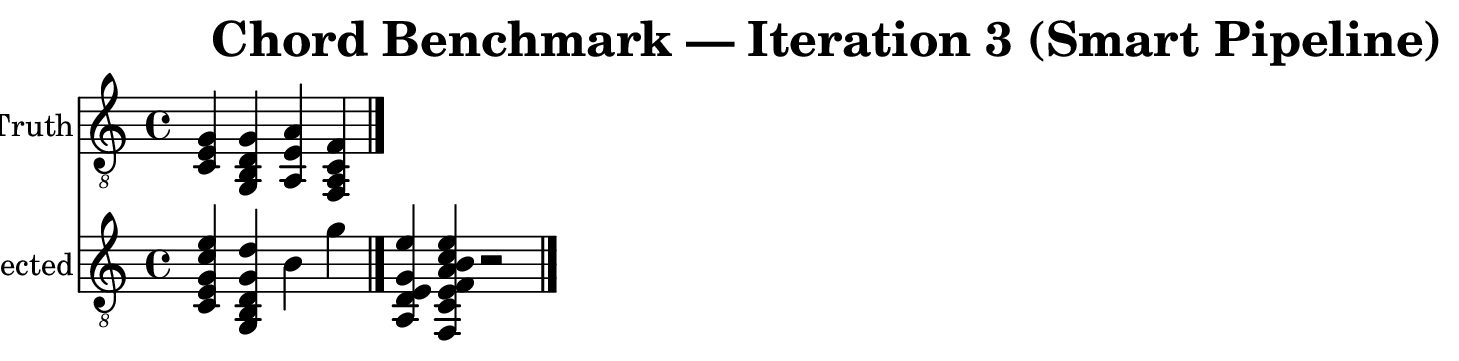 Chord Benchmark — Iteration 3 (Smart Pipeline)
Truth
8
ected
8